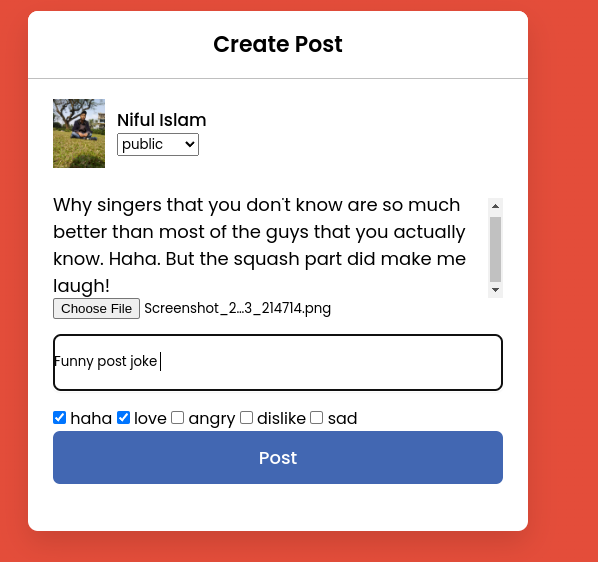 Create Post
Niful Islam
public
Why singers that you don't know are so much
better than most of the guys that you actually
know. Haha. But the squash part did make me
laugh!
Choose File Screenshot_2...3_214714.png
Funny post joke
haha love angry dislike sad
Post